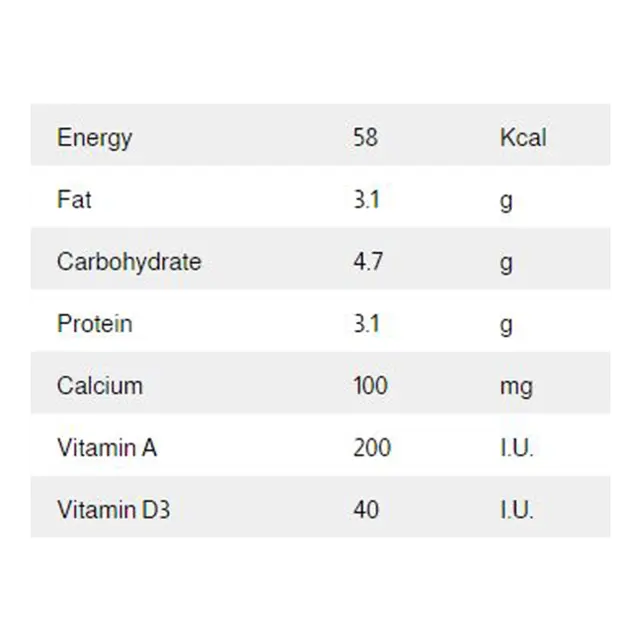 Energy 58 Kcal
Fat 3.1 g
Carbohydrate 4.7 g
Protein 3.1 g
Calcium 100 mg
Vitamin A 200 I.U.
Vitamin D3 40 I.U.